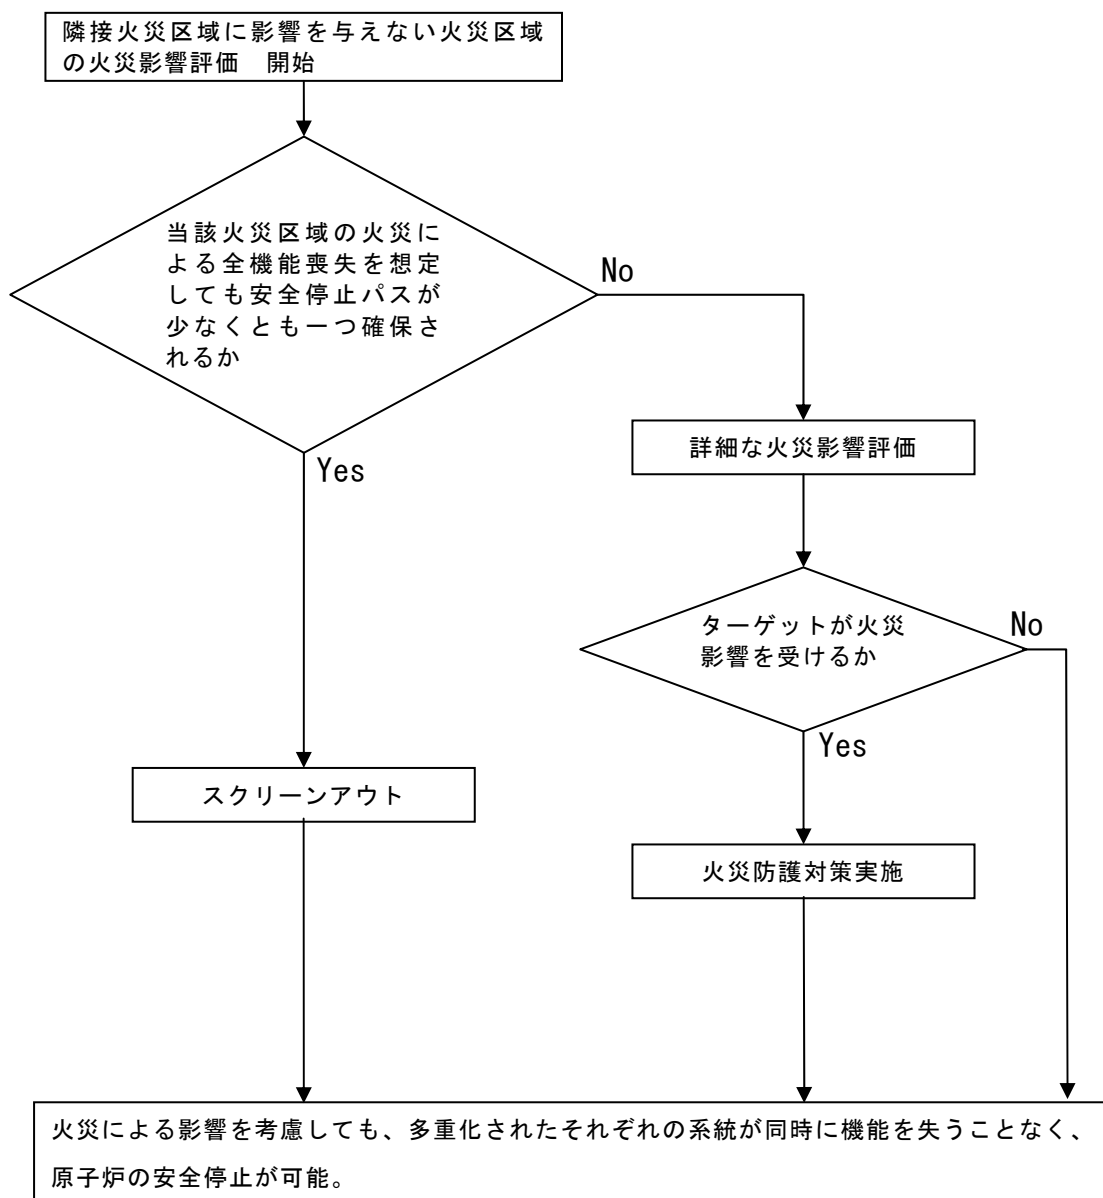 隣接火災区域に影響を与えない火災区域
の火災影響評価　開始
当該火災区域の火災に
よる全機能喪失を想定
しても安全停止パスが
少なくとも一つ確保さ
れるか
No
Yes
詳細な火災影響評価
ターゲットが火災
影響を受けるか
No
Yes
スクリーンアウト
火災防護対策実施
火災による影響を考慮しても、多重化されたそれぞれの系統が同時に機能を失うことなく、
原子炉の安全停止が可能。